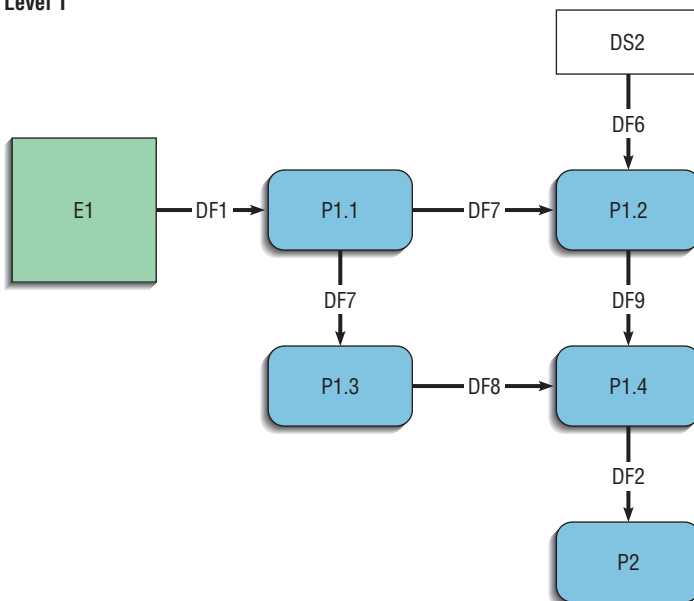 Level 1
DS2
DF6
E1
DF1
P1.1
DF7
P1.2
DF7
DF9
P1.3
DF8
P1.4
DF2
P2